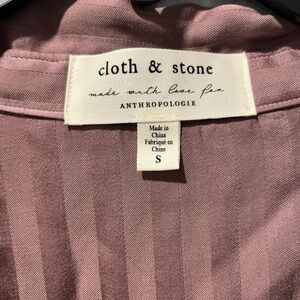 cloth & stone
made with love for
ANTHROPOLOGIE
Made in
China
Fabriqué en
Chine
S